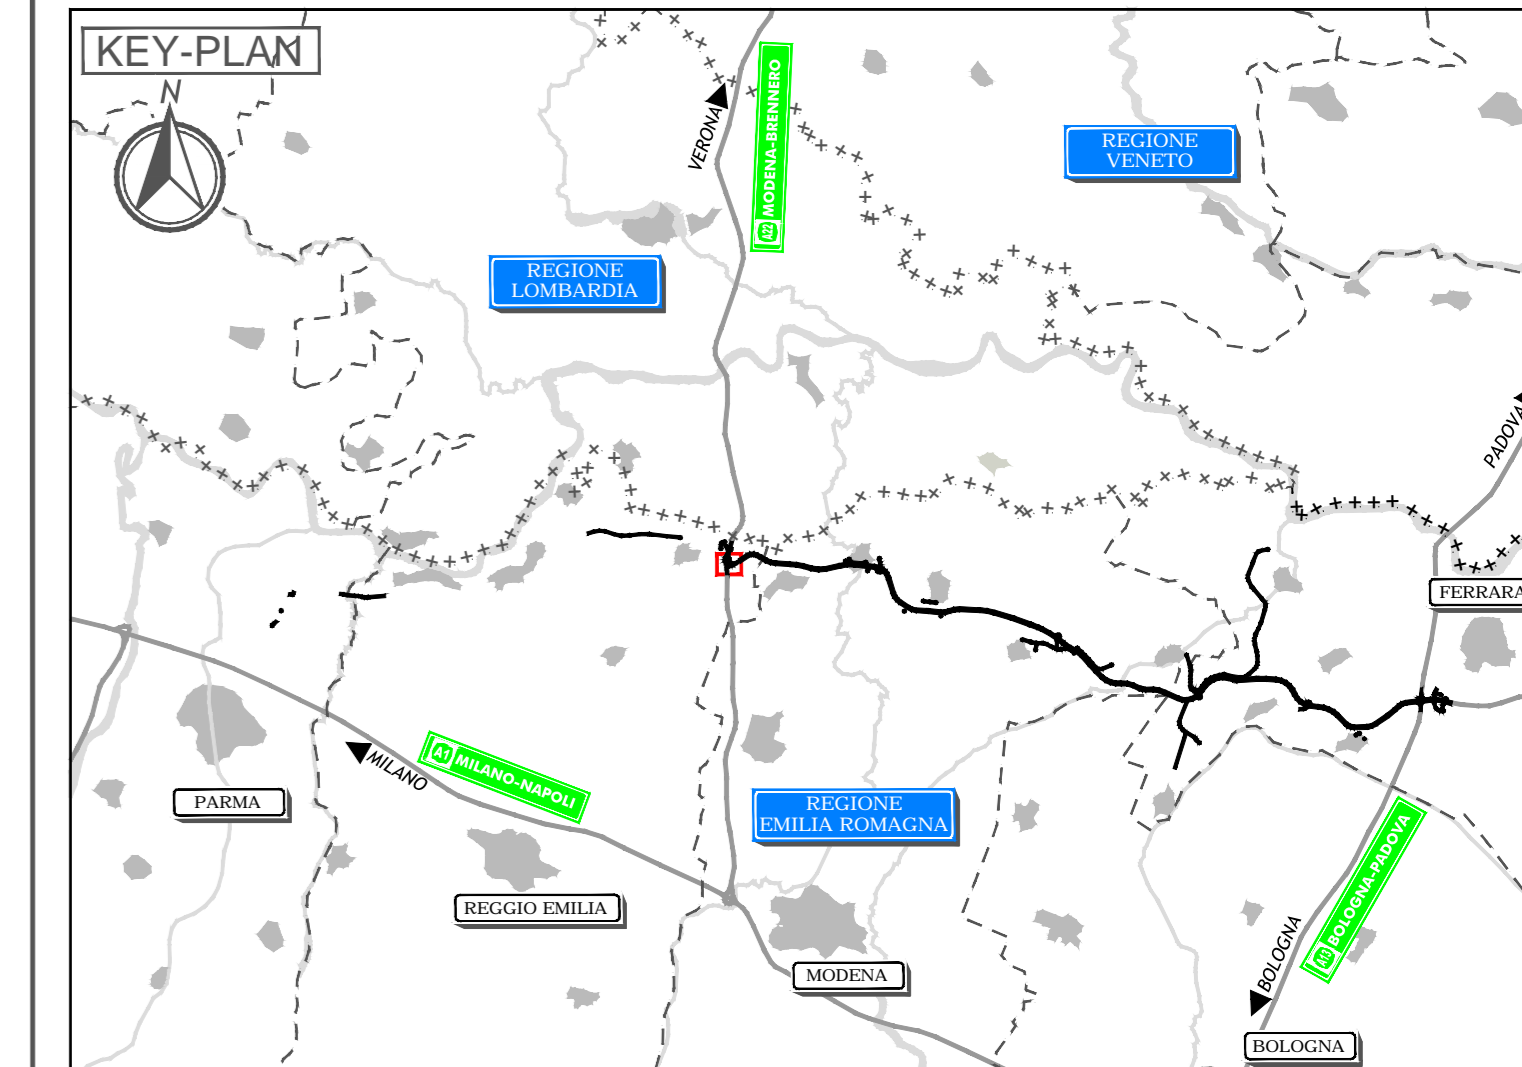 KEY-PLAN
N
VERONA
A22 MODENA-BRENNERO
REGIONE
VENETO
REGIONE
LOMBARDIA
PADOVA
FERRARA
MILANO
A1 MILANO-NAPOLI
PARMA
REGIONE
EMILIA ROMAGNA
A13 BOLOGNA-PADOVA
REGGIO EMILIA
BOLOGNA
MODENA
BOLOGNA